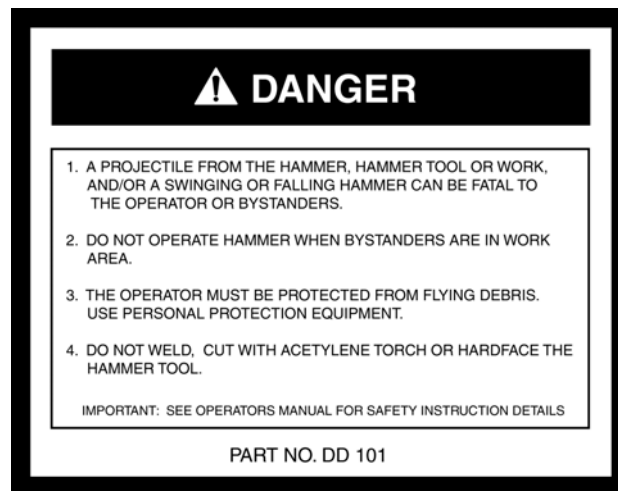 DANGER
1. A PROJECTILE FROM THE HAMMER, HAMMER TOOL OR WORK,
AND/OR A SWINGING OR FALLING HAMMER CAN BE FATAL TO
THE OPERATOR OR BYSTANDERS.
2. DO NOT OPERATE HAMMER WHEN BYSTANDERS ARE IN WORK
AREA.
3. THE OPERATOR MUST BE PROTECTED FROM FLYING DEBRIS.
USE PERSONAL PROTECTION EQUIPMENT.
4. DO NOT WELD, CUT WITH ACETYLENE TORCH OR HARDFACE THE
HAMMER TOOL.
IMPORTANT: SEE OPERATORS MANUAL FOR SAFETY INSTRUCTION DETAILS
PART NO. DD 101